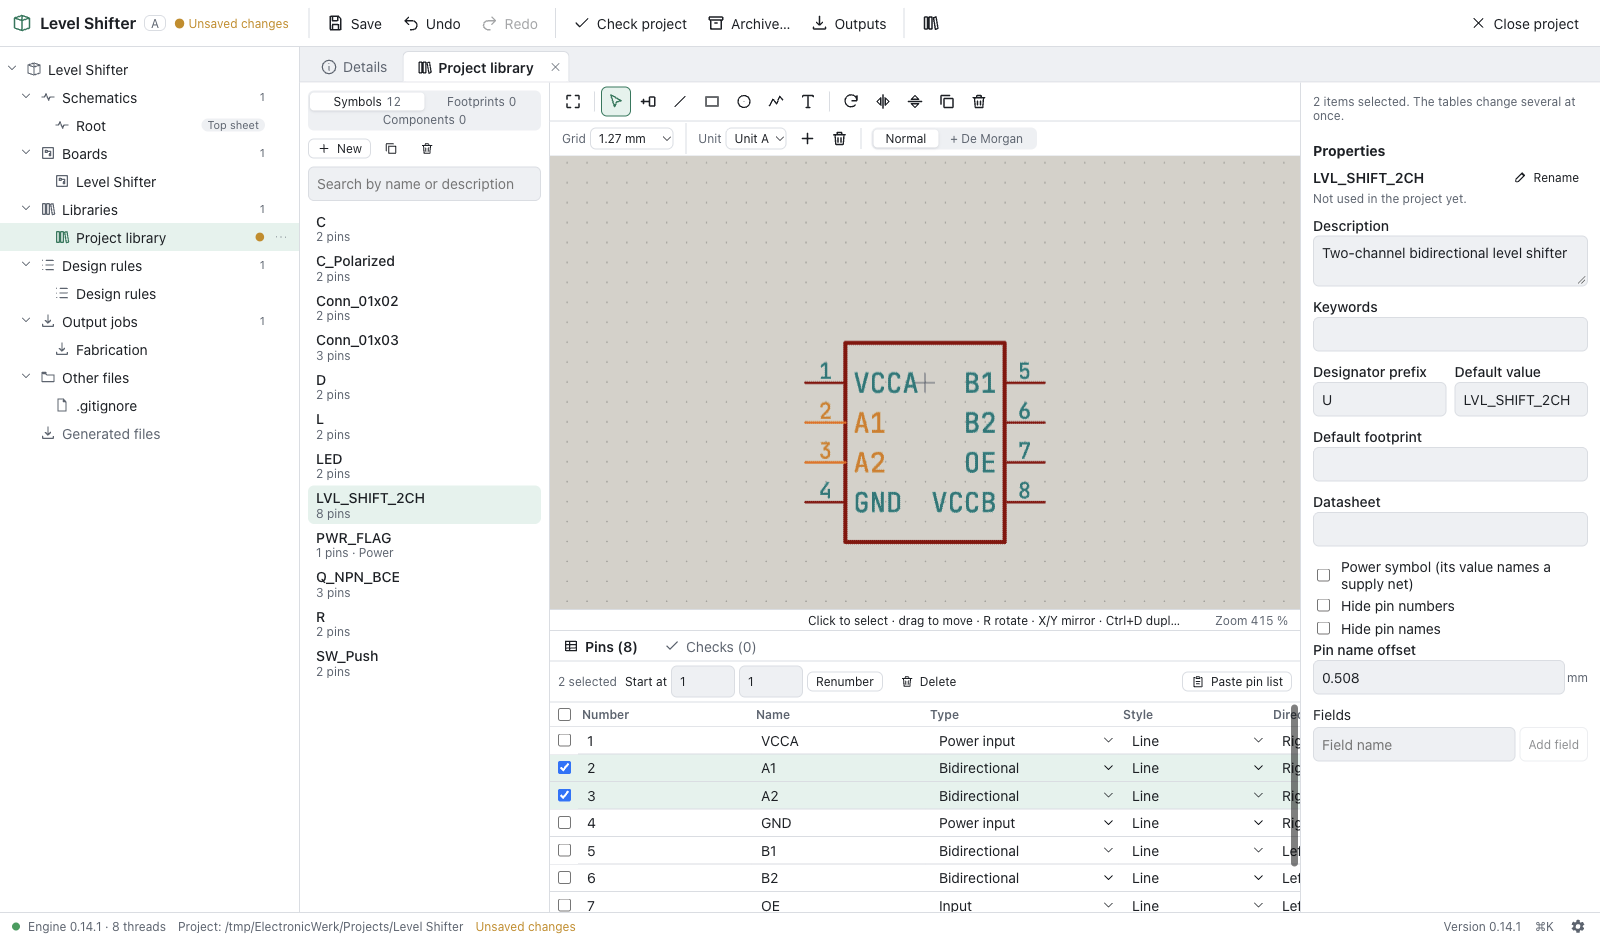 Level Shifter A Unsaved changes Save Undo Redo Check project Archive... Outputs Close project
Level Shifter
Schematics 1
Root Top sheet
Boards 1
Level Shifter
Libraries 1
Project library
Design rules 1
Design rules
Output jobs 1
Fabrication
Other files
.gitignore
Generated files
Details Project library
Symbols 12 Footprints 0
Components 0
New
Search by name or description
C
2 pins
C_Polarized
2 pins
Conn_01x02
2 pins
Conn_01x03
3 pins
D
2 pins
L
2 pins
LED
2 pins
LVL_SHIFT_2CH
8 pins
PWR_FLAG
1 pins · Power
Q_NPN_BCE
3 pins
R
2 pins
SW_Push
2 pins
Grid 1.27 mm Unit Unit A Normal + De Morgan
1 VCCA B1 5
2 A1 B2 6
3 A2 OE 7
4 GND VCCB 8
Click to select · drag to move · R rotate · X/Y mirror · Ctrl+D dupl... Zoom 415 %
Pins (8) Checks (0)
2 selected Start at 1 1 Renumber Delete Paste pin list
Number Name Type Style Direc
1 VCCA Power input Line Rig
2 A1 Bidirectional Line Rig
3 A2 Bidirectional Line Rig
4 GND Power input Line Rig
5 B1 Bidirectional Line Lef
6 B2 Bidirectional Line Lef
7 OE Input Line Lef
2 items selected. The tables change several at
once.
Properties
LVL_SHIFT_2CH Rename
Not used in the project yet.
Description
Two-channel bidirectional level shifter
Keywords
Designator prefix Default value
U LVL_SHIFT_2CH
Default footprint
Datasheet
Power symbol (its value names a
supply net)
Hide pin numbers
Hide pin names
Pin name offset
0.508 mm
Fields
Field name Add field
Engine 0.14.1 · 8 threads Project: /tmp/ElectronicWerk/Projects/Level Shifter Unsaved changes Version 0.14.1 ⌘K